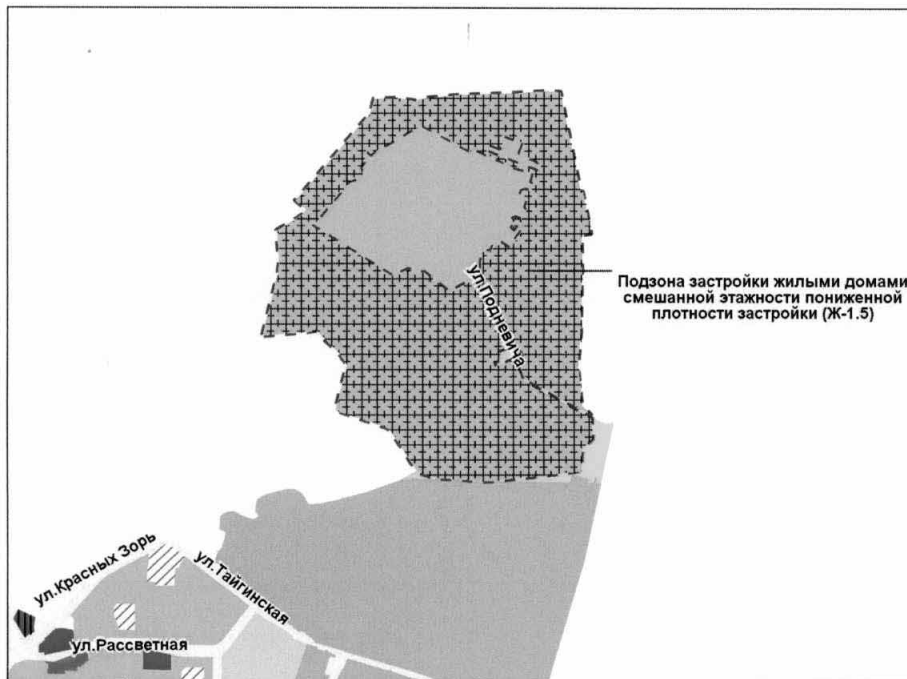 ул.Подневича
Подзона застройки жилыми домами
смешанной этажности пониженной
плотности застройки (Ж-1.5)
ул.Красных Зорь
ул.Тайгинская
ул.Рассветная